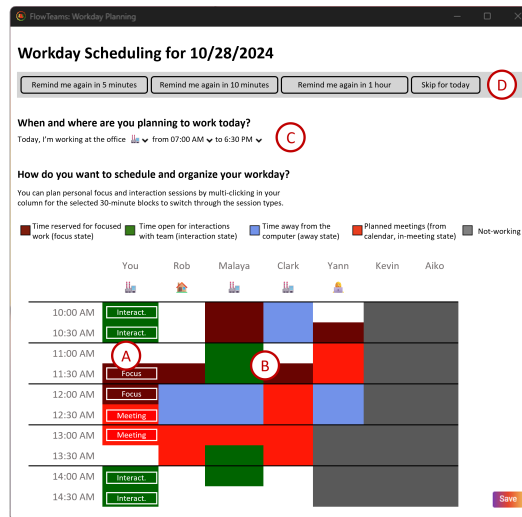 FlowTeams: Workday Planning
Workday Scheduling for 10/28/2024
Remind me again in 5 minutes Remind me again in 10 minutes Remind me again in 1 hour Skip for today D
When and where are you planning to work today?
Today, I'm working at the office from 07:00 AM to 6:30 PM C
How do you want to schedule and organize your workday?
You can plan personal focus and interaction sessions by multi-clicking in your
column for the selected 30-minute blocks to switch through the session types.
Time reserved for focused work (focus state)
Time open for interactions with team (interaction state)
Time away from the computer (away state)
Planned meetings (from calendar, in-meeting state)
Not-working
You Rob Malaya Clark Yann Kevin Aiko
10:00 AM Interact.
10:30 AM Interact.
11:00 AM A B
11:30 AM Focus
12:00 AM Focus
12:30 AM Meeting
13:00 AM Meeting
13:30 AM
14:00 AM Interact.
14:30 AM Interact.
Save